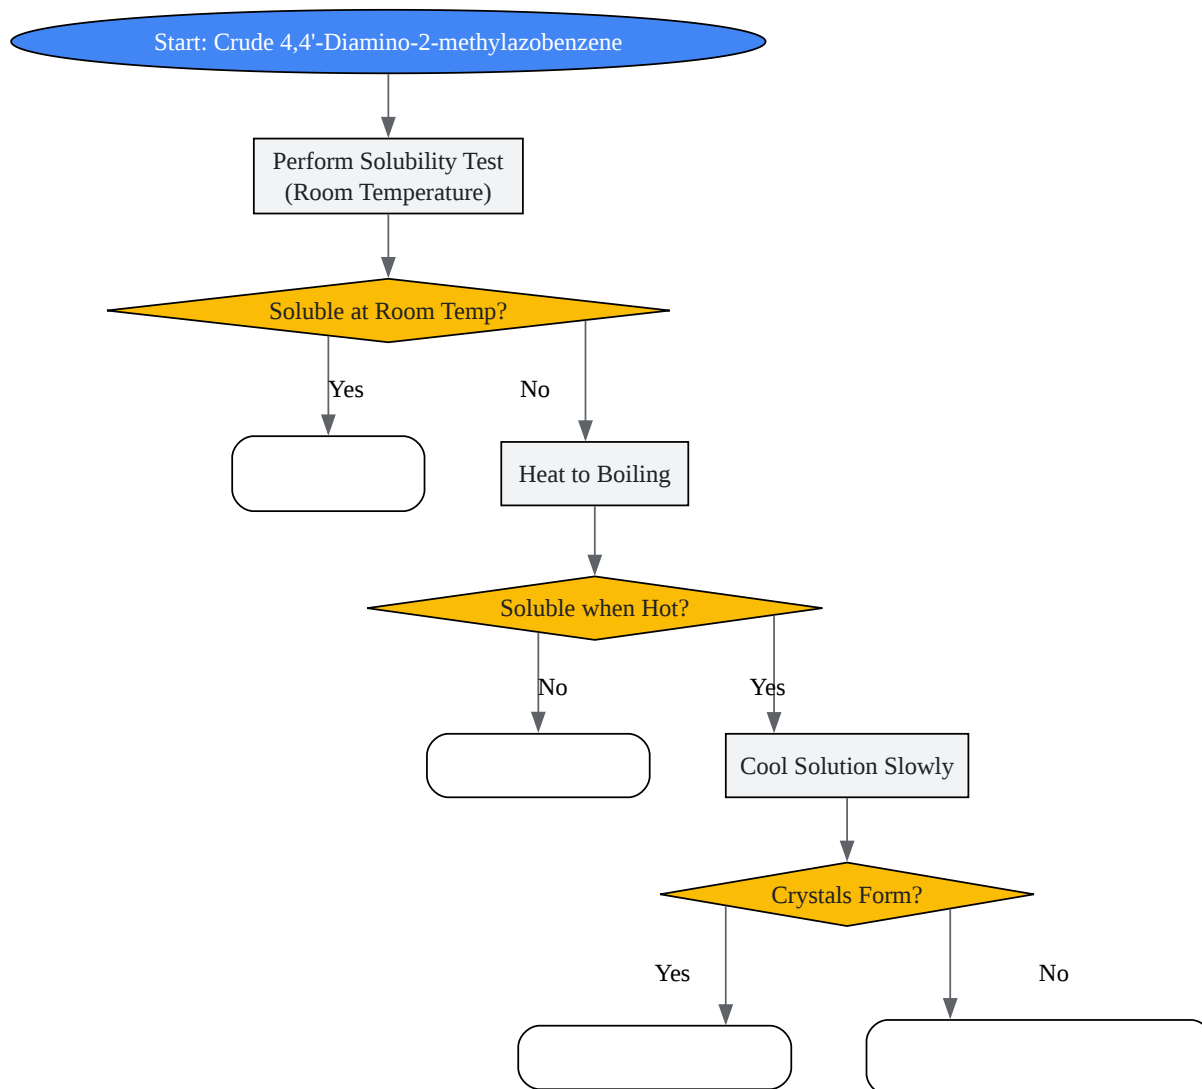 Start: Crude 4,4'-Diamino-2-methylazobenzene
Perform Solubility Test
(Room Temperature)
Soluble at Room Temp?
Yes
No
Heat to Boiling
Soluble when Hot?
No
Yes
Cool Solution Slowly
Crystals Form?
Yes
No